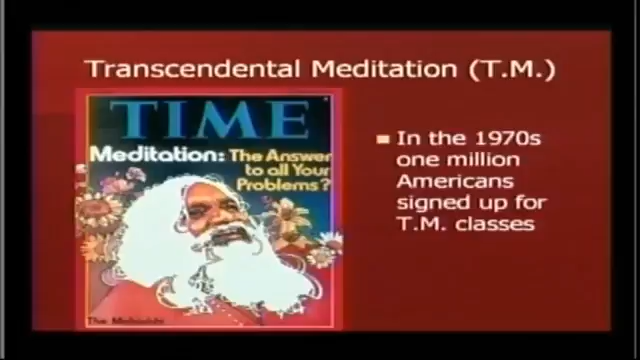 Transcendental Meditation (T.M.)
TIME
Meditation: The Answer
to all Your
Problems?
The Maharishi
■ In the 1970s
one million
Americans
signed up for
T.M. classes